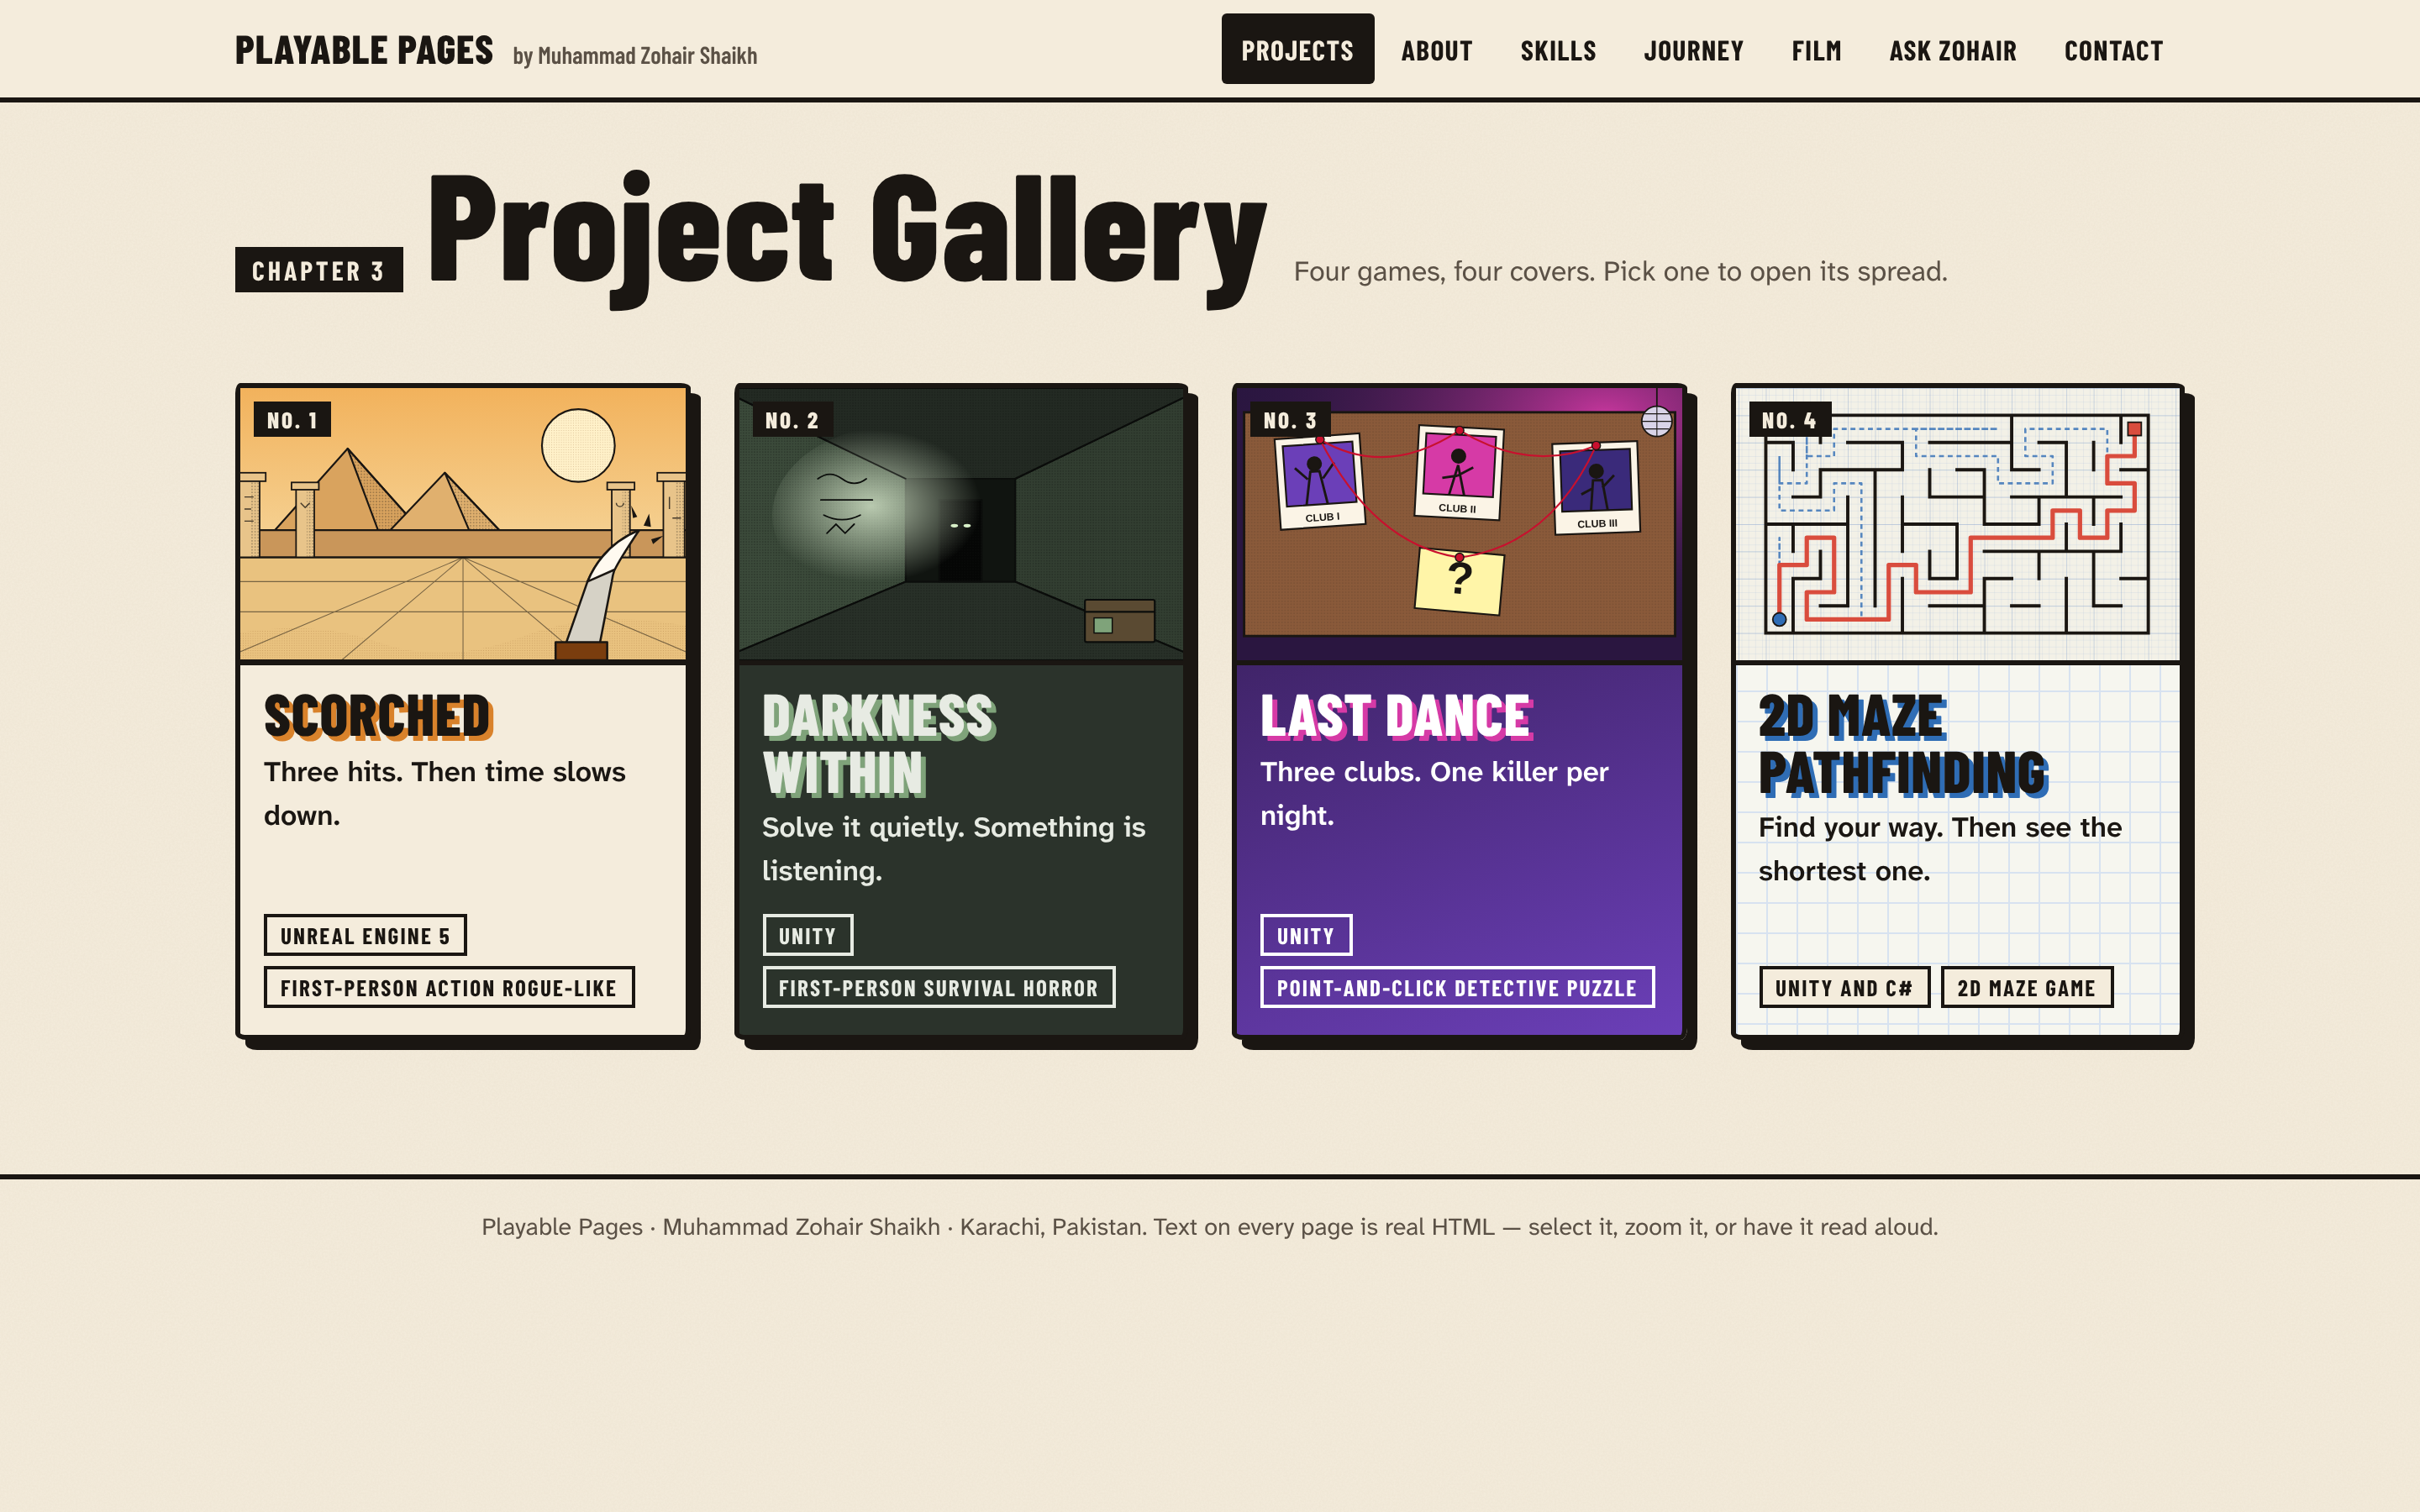 PLAYABLE PAGES by Muhammad Zohair Shaikh
PROJECTS ABOUT SKILLS JOURNEY FILM ASK ZOHAIR CONTACT
CHAPTER 3 Project Gallery Four games, four covers. Pick one to open its spread.
NO. 1
SCORCHED
Three hits. Then time slows
down.
UNREAL ENGINE 5
FIRST-PERSON ACTION ROGUE-LIKE
NO. 2
DARKNESS
WITHIN
Solve it quietly. Something is
listening.
UNITY
FIRST-PERSON SURVIVAL HORROR
NO. 3
CLUB I
CLUB II
CLUB III
?
LAST DANCE
Three clubs. One killer per
night.
UNITY
POINT-AND-CLICK DETECTIVE PUZZLE
NO. 4
2D MAZE
PATHFINDING
Find your way. Then see the
shortest one.
UNITY AND C# 2D MAZE GAME
Playable Pages · Muhammad Zohair Shaikh · Karachi, Pakistan. Text on every page is real HTML — select it, zoom it, or have it read aloud.